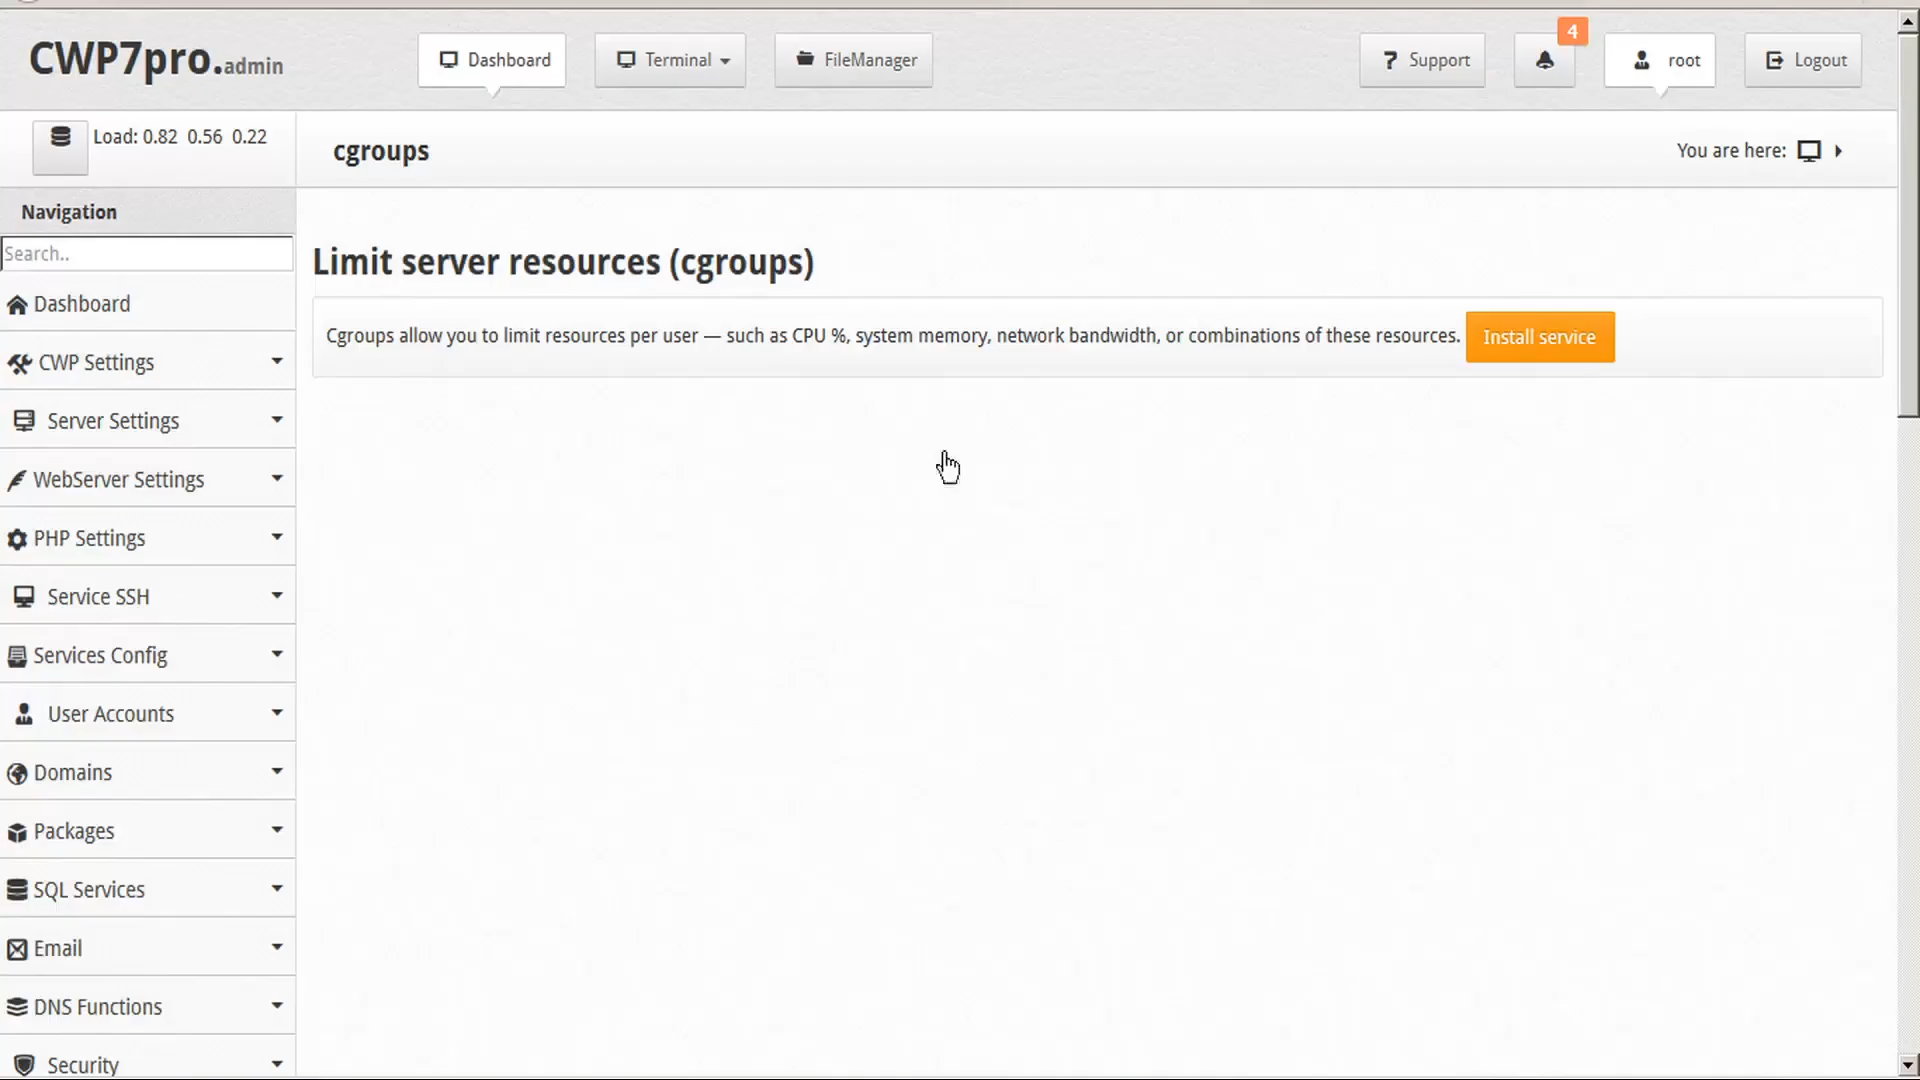 CWP7pro.admin
Dashboard
Terminal
FileManager
? Support
4
root
Logout
Load: 0.82 0.56 0.22
cgroups
You are here:
Navigation
Search..
Limit server resources (cgroups)
Cgroups allow you to limit resources per user — such as CPU %, system memory, network bandwidth, or combinations of these resources.
Install service
Dashboard
CWP Settings
Server Settings
WebServer Settings
PHP Settings
Service SSH
Services Config
User Accounts
Domains
Packages
SQL Services
Email
DNS Functions
Security